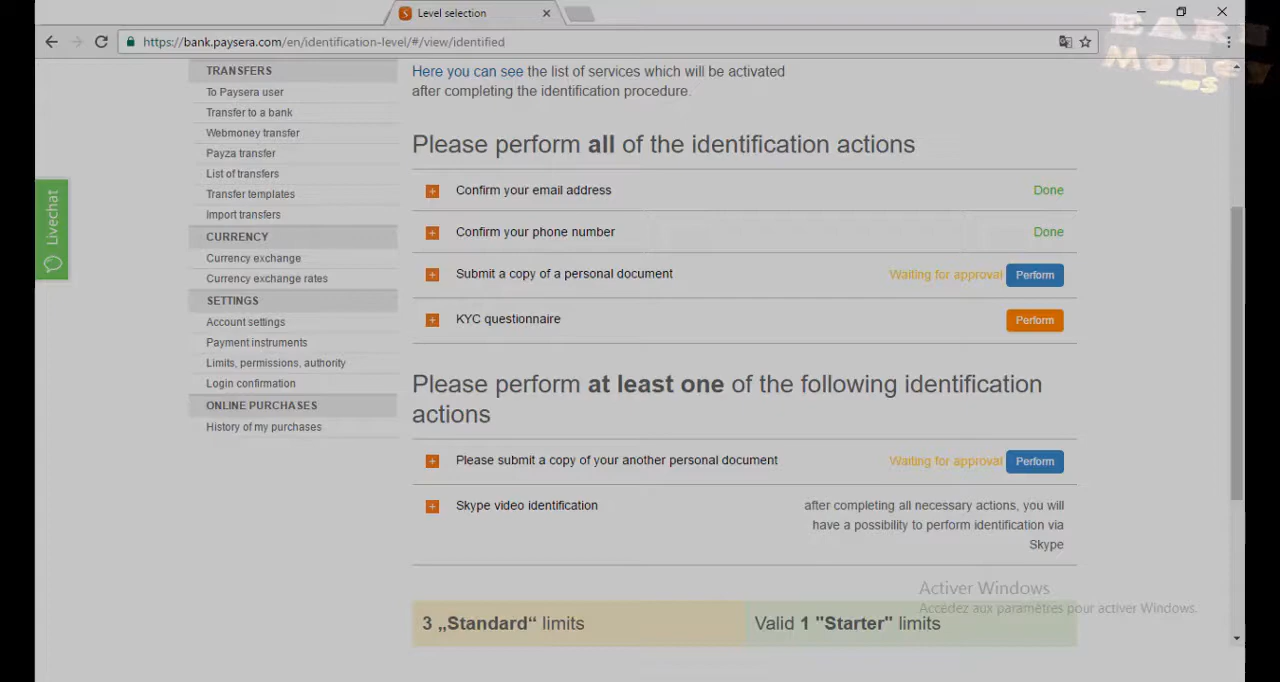 Level selection
https://bank.paysera.com/en/identification-level/#/view/identified
EARN
Money
Livechat
TRANSFERS
To Paysera user
Transfer to a bank
Webmoney transfer
Payza transfer
List of transfers
Transfer templates
Import transfers
CURRENCY
Currency exchange
Currency exchange rates
SETTINGS
Account settings
Payment instruments
Limits, permissions, authority
Login confirmation
ONLINE PURCHASES
History of my purchases
Here you can see the list of services which will be activated
after completing the identification procedure.
Please perform all of the identification actions
Confirm your email address Done
Confirm your phone number Done
Submit a copy of a personal document Waiting for approval Perform
KYC questionnaire Perform
Please perform at least one of the following identification
actions
Please submit a copy of your another personal document Waiting for approval Perform
Skype video identification after completing all necessary actions, you will
have a possibility to perform identification via
Skype
Activer Windows
Accédez aux paramètres pour activer Windows.
3 „Standard“ limits Valid 1 "Starter" limits